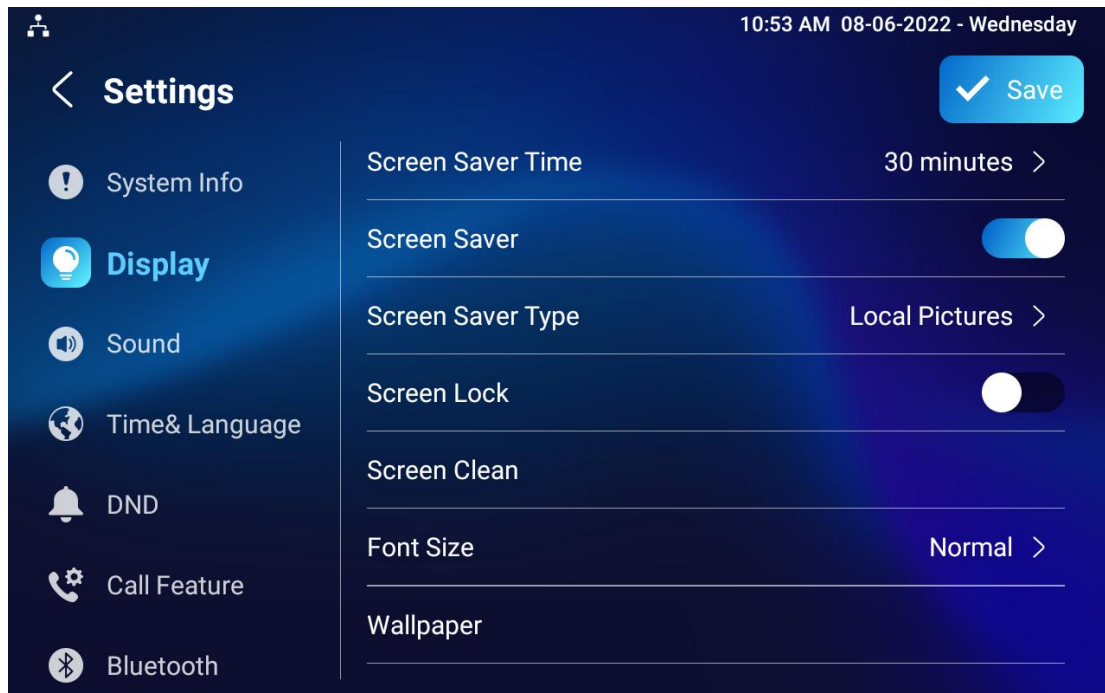 10:53 AM 08-06-2022 - Wednesday
Settings
Save
System Info
Display
Sound
Time& Language
DND
Call Feature
Bluetooth
Screen Saver Time 30 minutes
Screen Saver
Screen Saver Type Local Pictures
Screen Lock
Screen Clean
Font Size Normal
Wallpaper